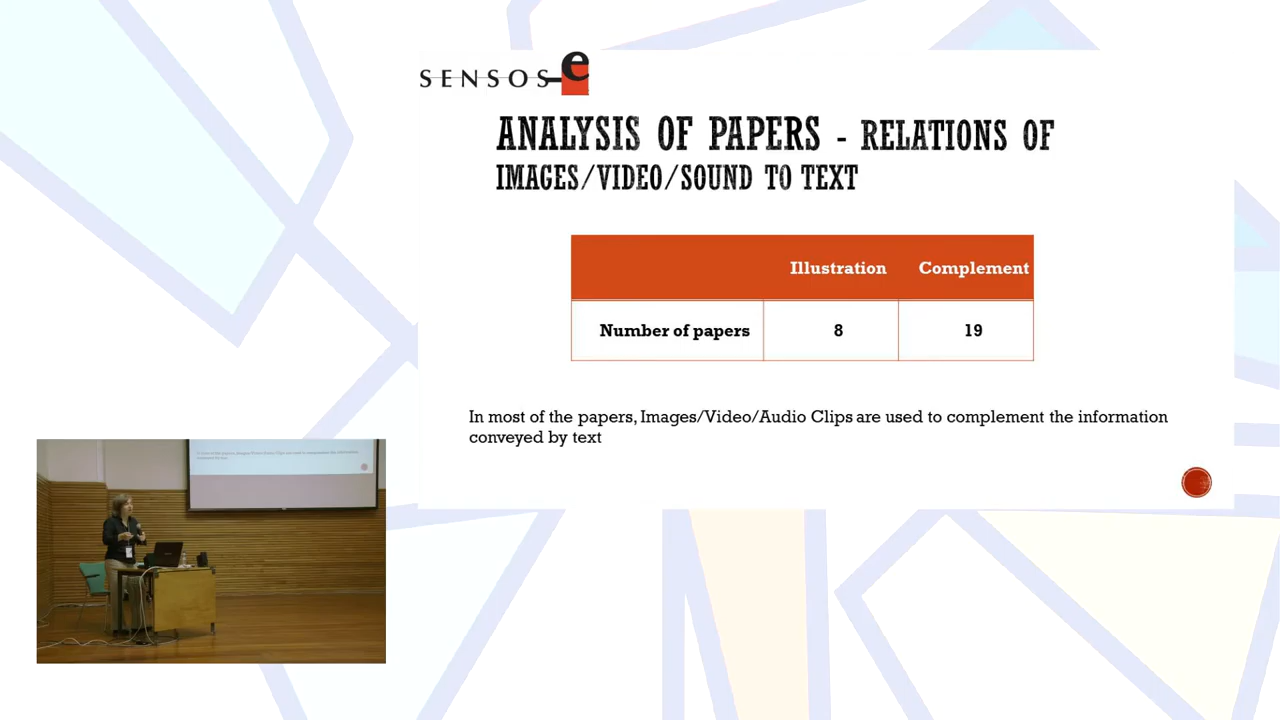 SENSOS-e
ANALYSIS OF PAPERS - RELATIONS OF
IMAGES/VIDEO/SOUND TO TEXT
Illustration Complement
Number of papers 8 19
In most of the papers, Images/Video/Audio Clips are used to complement the information
conveyed by text